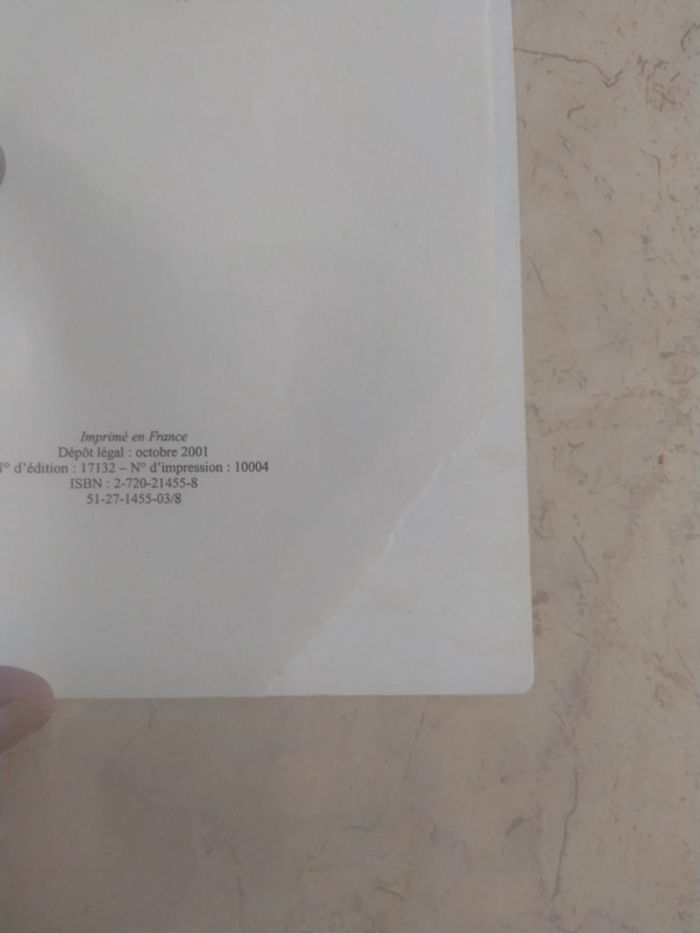 Imprimé en France
Dépôt légal : octobre 2001
N° d'édition : 17132 – N° d'impression : 10004
ISBN : 2-720-21455-8
51-27-1455-03/8